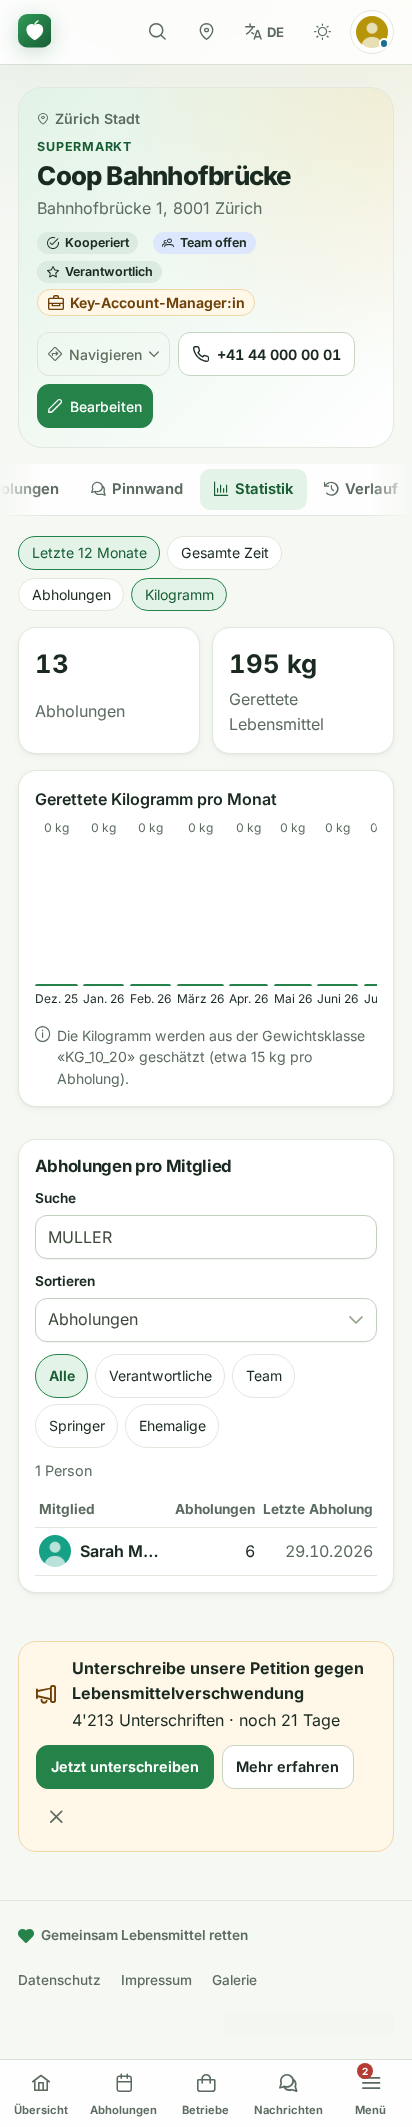 DE
Zürich Stadt
SUPERMARKT
Coop Bahnhofbrücke
Bahnhofbrücke 1, 8001 Zürich
Kooperiert
Team offen
Verantwortlich
Key-Account-Manager:in
Navigieren
+41 44 000 00 01
Bearbeiten
Pinnwand
Statistik
Verlauf
Letzte 12 Monate
Gesamte Zeit
Abholungen
Kilogramm
13
Abholungen
195 kg
Gerettete
Lebensmittel
Gerettete Kilogramm pro Monat
0 kg 0 kg 0 kg 0 kg 0 kg 0 kg 0 kg
Dez. 25 Jan. 26 Feb. 26 März 26 Apr. 26 Mai 26 Juni 26
Die Kilogramm werden aus der Gewichtsklasse
«KG_10_20» geschätzt (etwa 15 kg pro
Abholung).
Abholungen pro Mitglied
Suche
MULLER
Sortieren
Abholungen
Alle
Verantwortliche
Team
Springer
Ehemalige
1 Person
Mitglied Abholungen Letzte Abholung
Sarah M... 6 29.10.2026
Unterschreibe unsere Petition gegen
Lebensmittelverschwendung
4'213 Unterschriften · noch 21 Tage
Jetzt unterschreiben
Mehr erfahren
Gemeinsam Lebensmittel retten
Datenschutz Impressum Galerie
2
Übersicht Abholungen Betriebe Nachrichten Menü